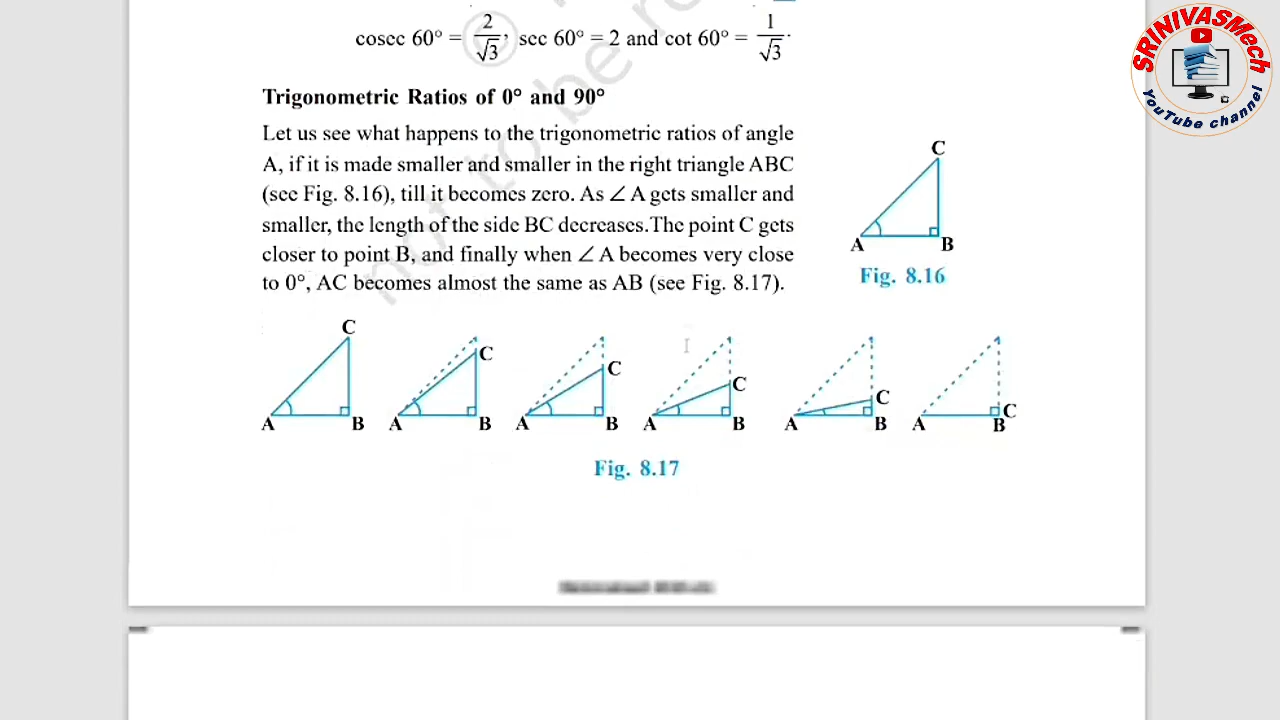 SRINIVASMech
YouTube channel
cosec 60° = 2/√3, sec 60° = 2 and cot 60° = 1/√3.
Trigonometric Ratios of 0° and 90°
Let us see what happens to the trigonometric ratios of angle
A, if it is made smaller and smaller in the right triangle ABC
(see Fig. 8.16), till it becomes zero. As ∠ A gets smaller and
smaller, the length of the side BC decreases.The point C gets
closer to point B, and finally when ∠ A becomes very close
to 0°, AC becomes almost the same as AB (see Fig. 8.17).
C
A B
Fig. 8.16
C C C C C C
A B A B A B A B A B A B
Fig. 8.17
not to be re